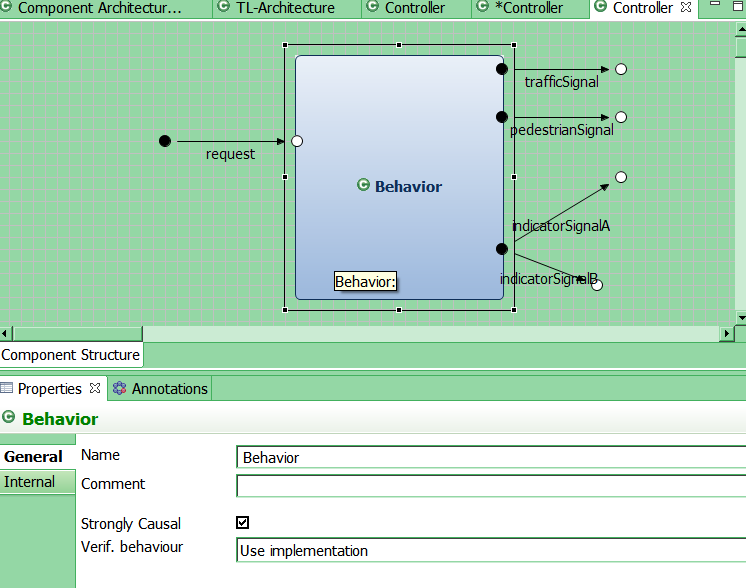 Component Architectur... TL-Architecture Controller *Controller Controller
trafficSignal
pedestrianSignal
request
Behavior
indicatorSignalA
indicatorSignalB
Behavior:
Component Structure
Properties Annotations
Behavior
General Name Behavior
Internal Comment
Strongly Causal
Verif. behaviour Use implementation